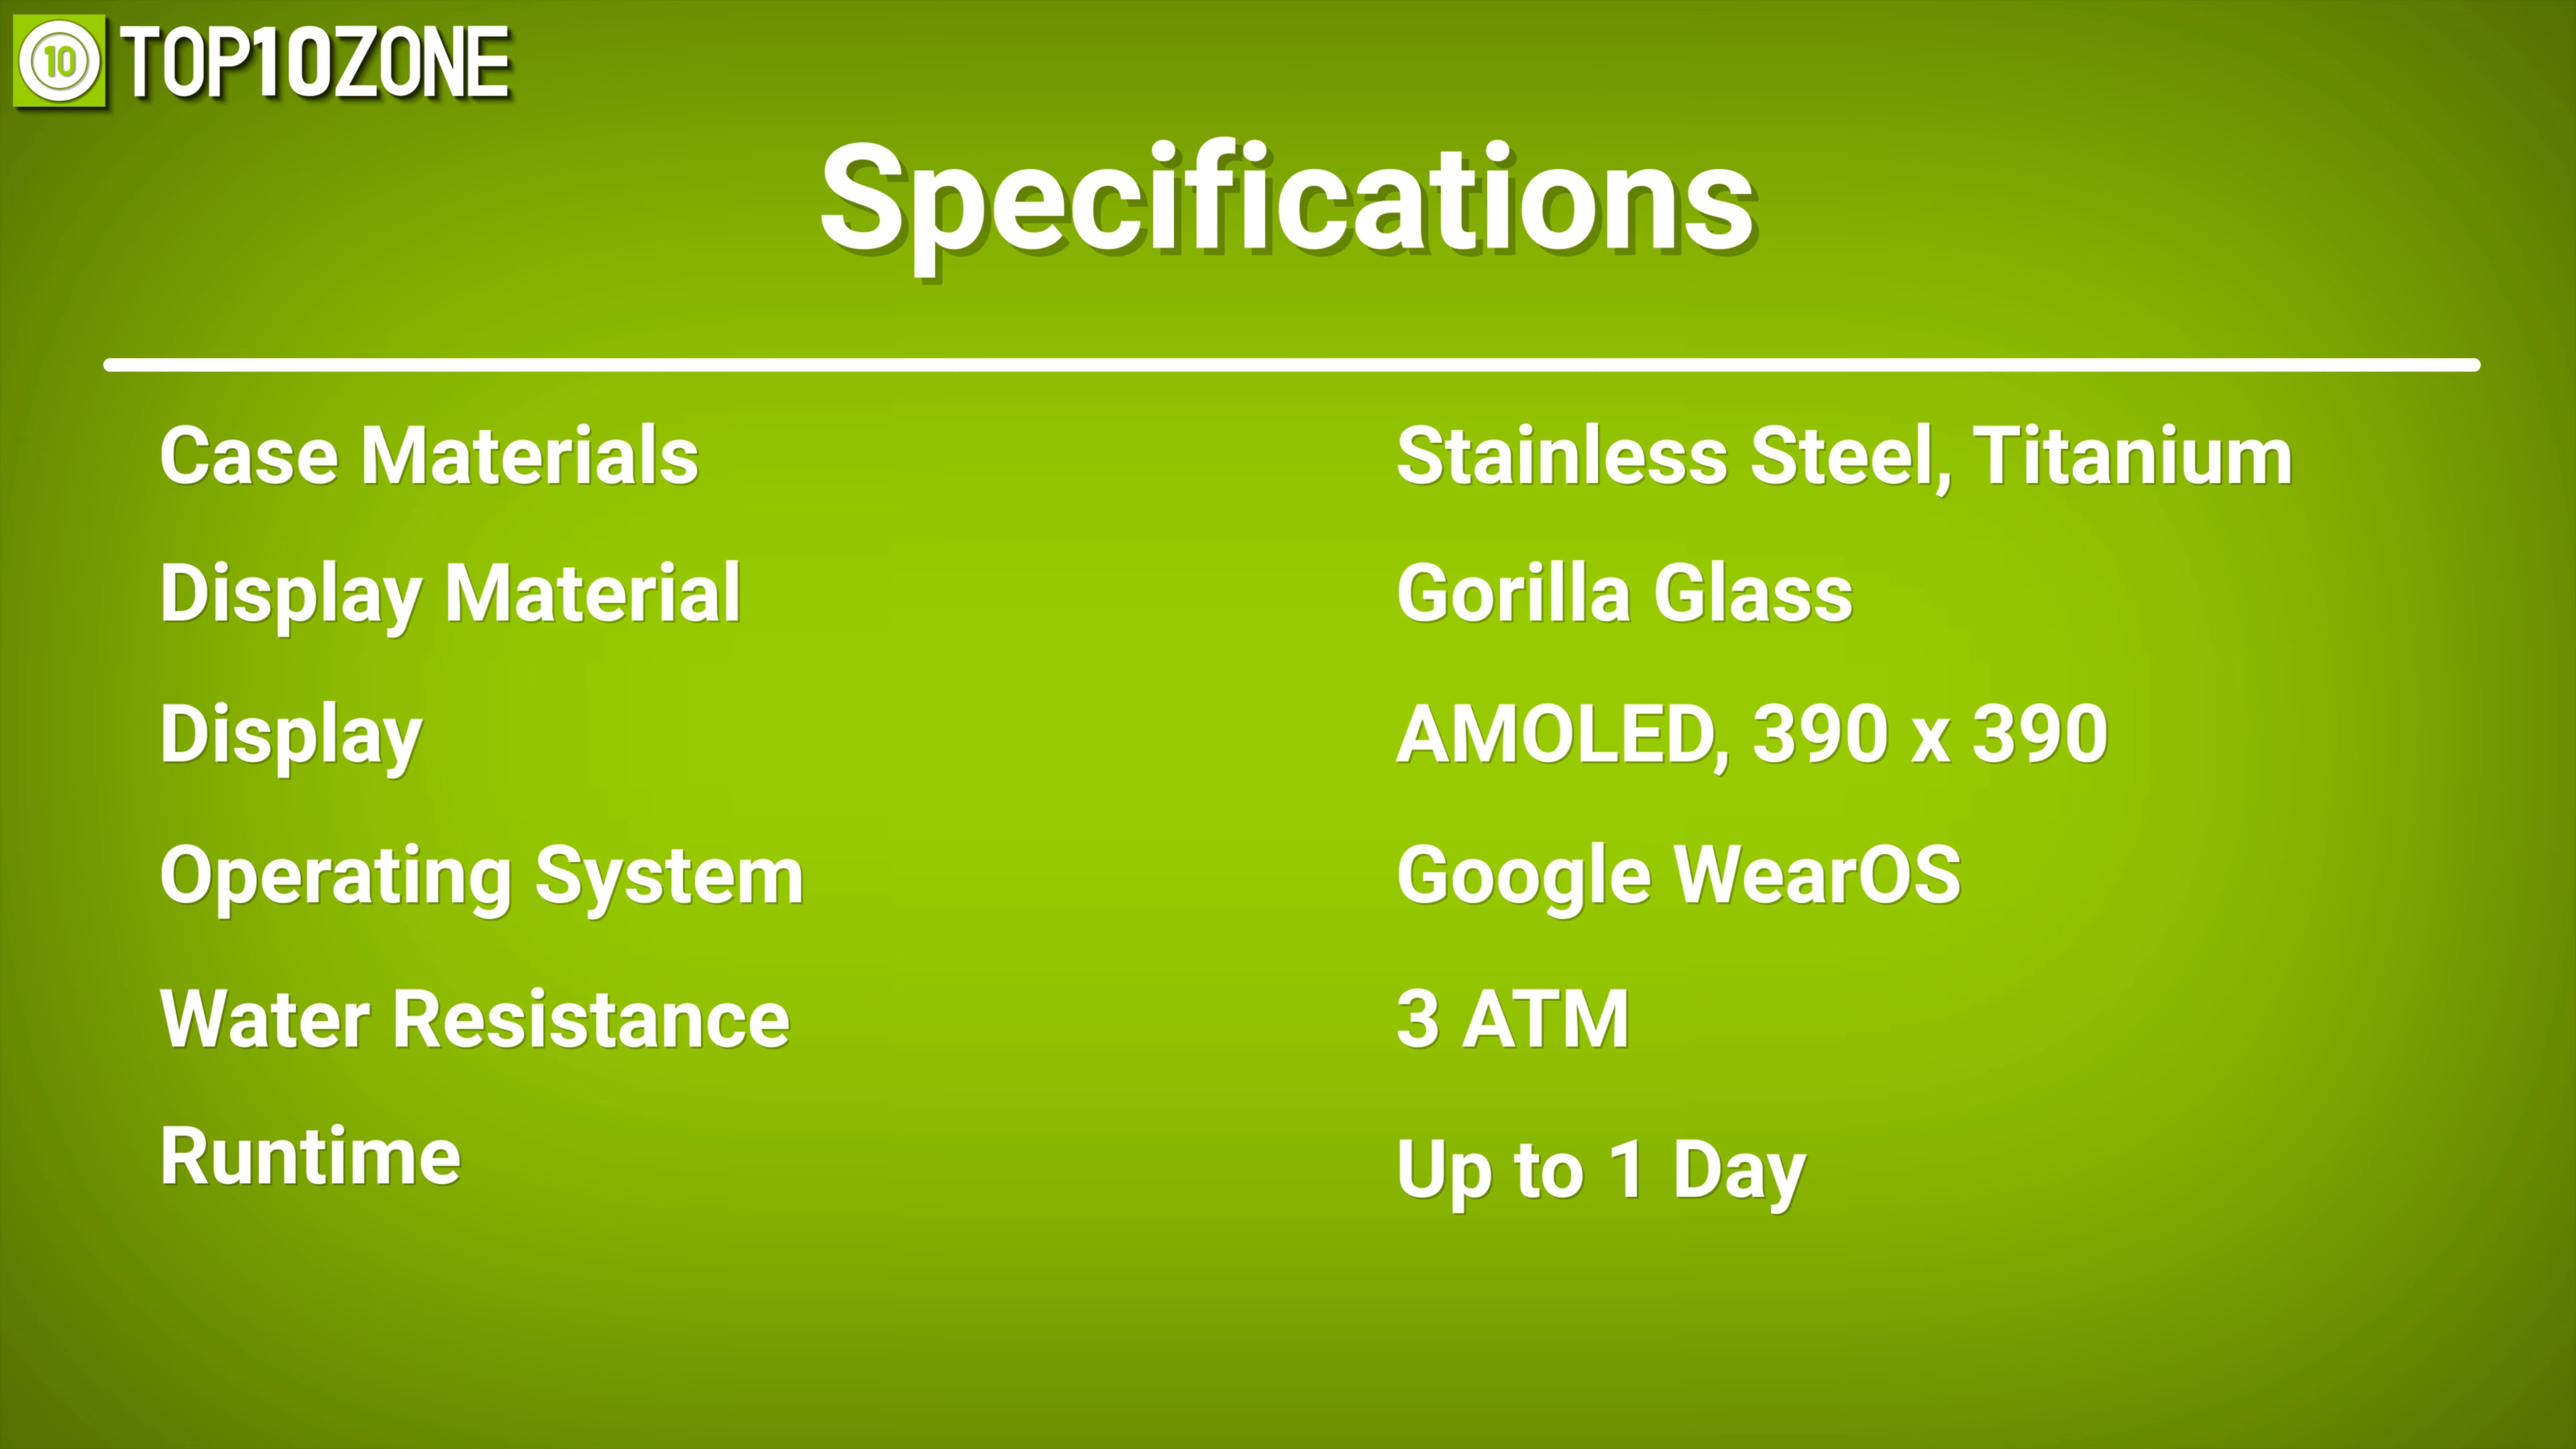 10 TOP10ZONE
Specifications
Case Materials Stainless Steel, Titanium
Display Material Gorilla Glass
Display AMOLED, 390 x 390
Operating System Google WearOS
Water Resistance 3 ATM
Runtime Up to 1 Day